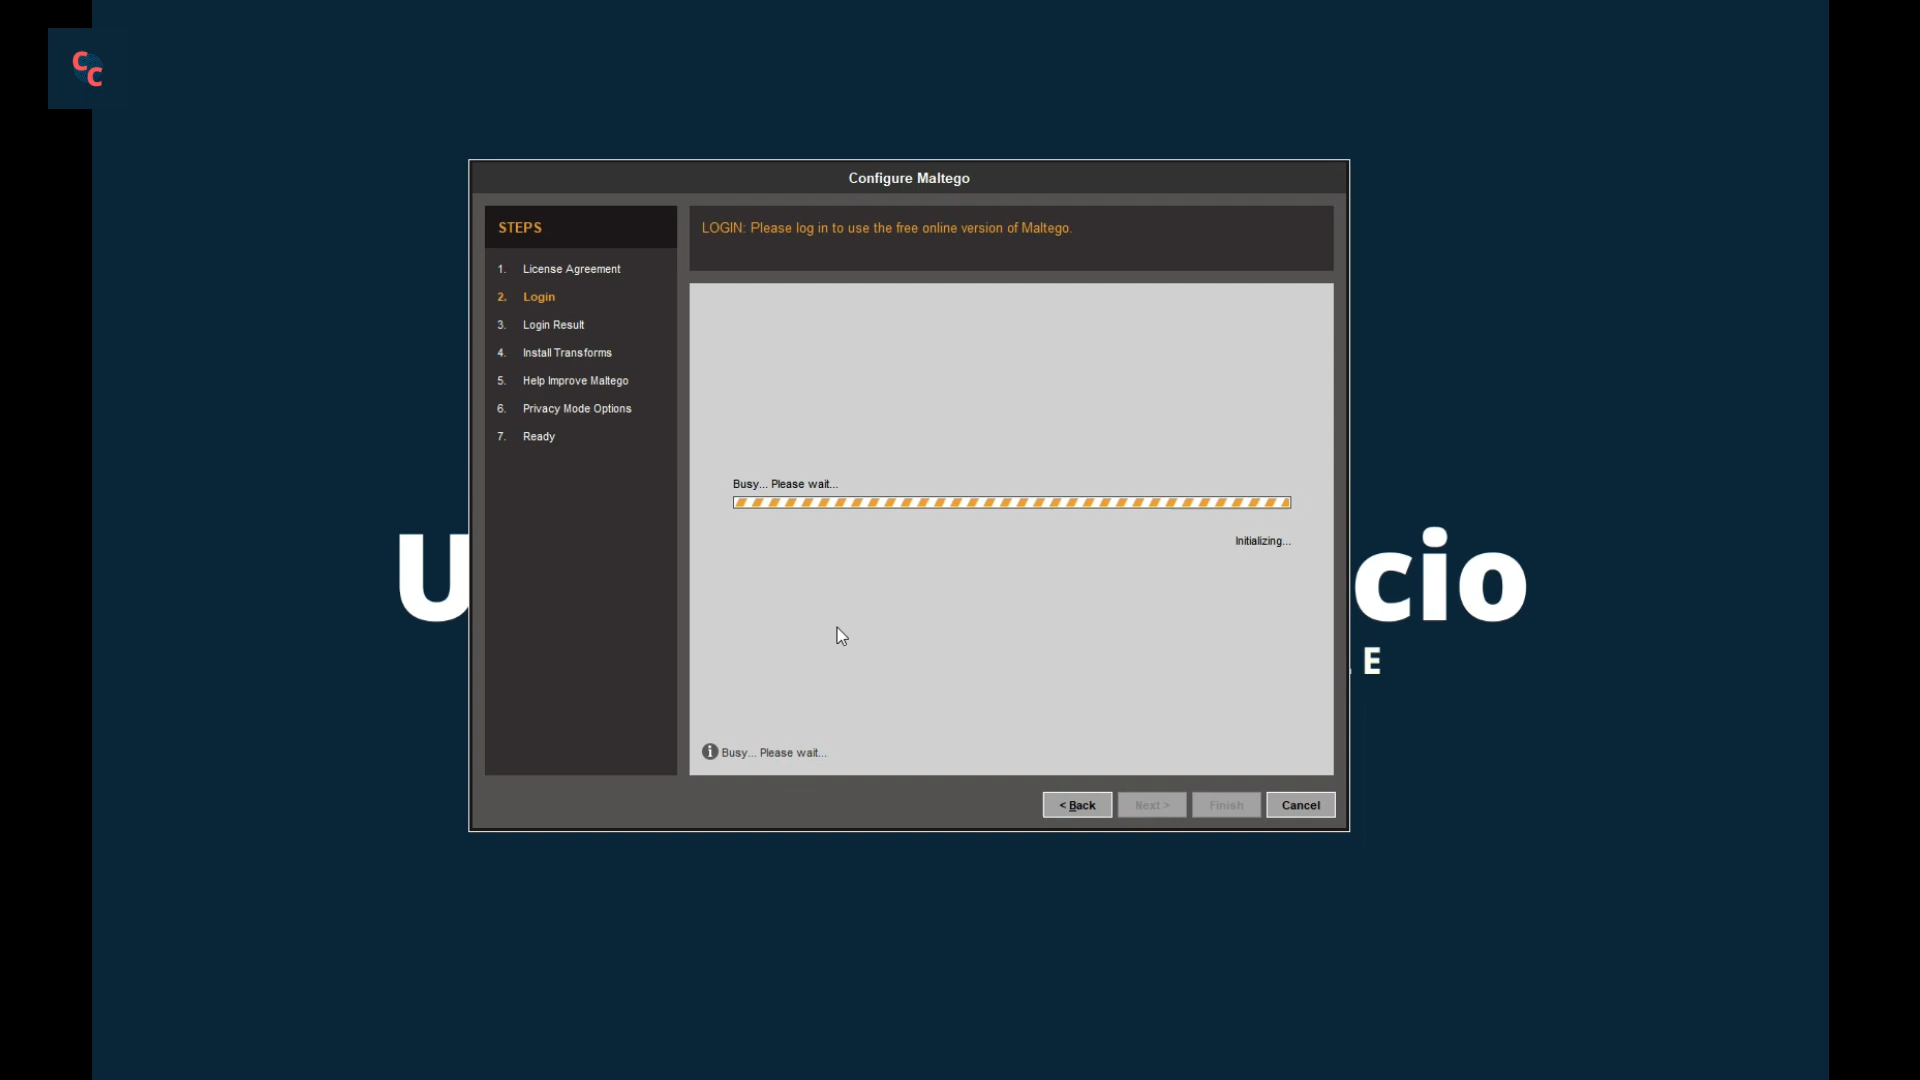 C
C
Configure Maltego
STEPS
1. License Agreement
2. Login
3. Login Result
4. Install Transforms
5. Help Improve Maltego
6. Privacy Mode Options
7. Ready
LOGIN: Please log in to use the free online version of Maltego.
Busy... Please wait...
Initializing...
Busy... Please wait...
< Back
Next >
Finish
Cancel
U
cio
E